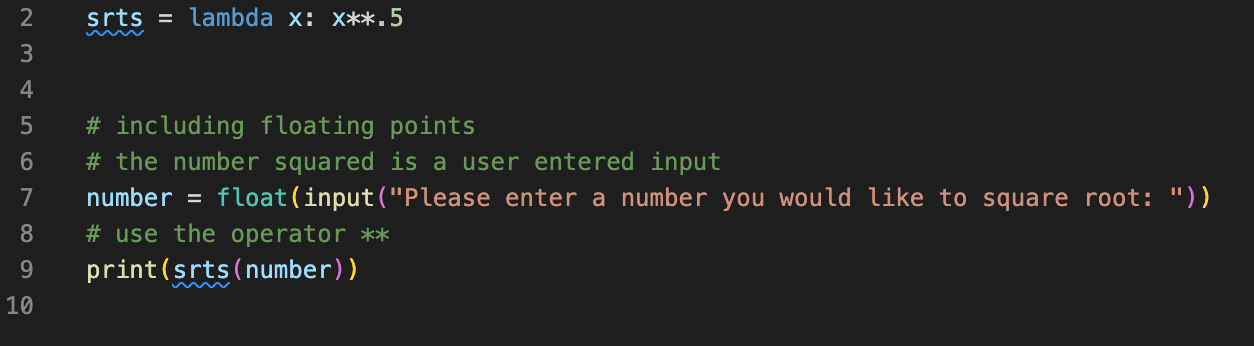 2 srts = lambda x: x**.5
3
4
5 # including floating points
6 # the number squared is a user entered input
7 number = float(input("Please enter a number you would like to square root: "))
8 # use the operator **
9 print(srts(number))
10